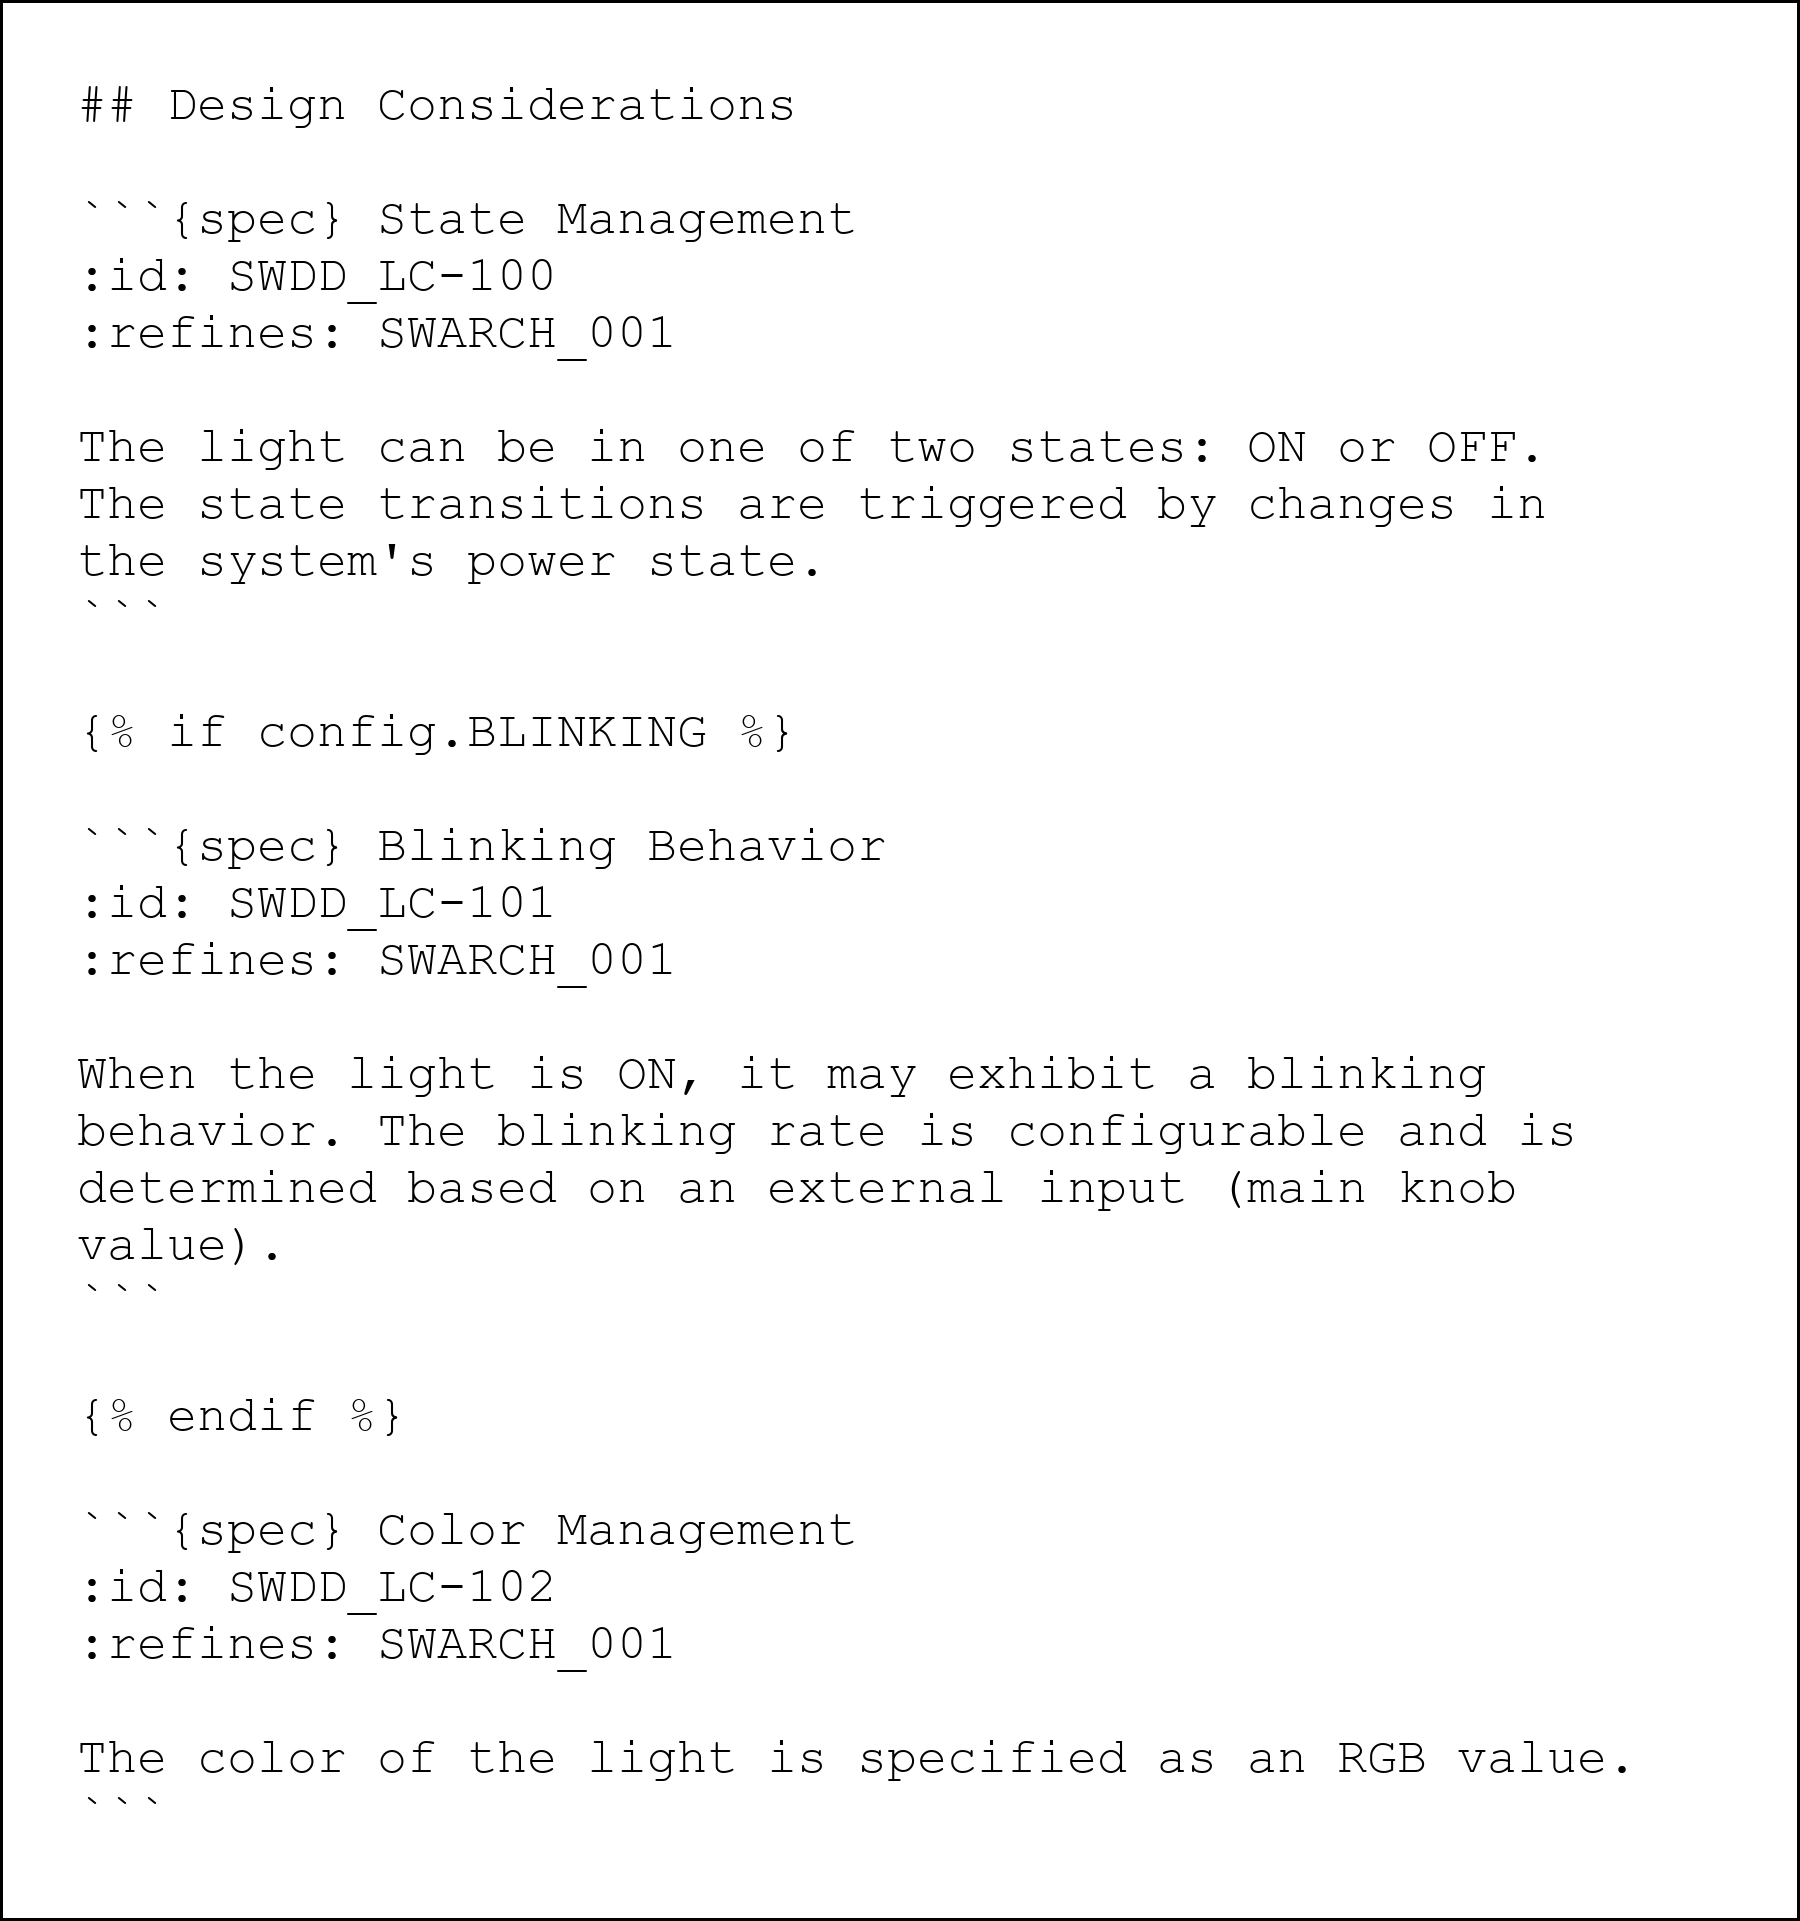 ## Design Considerations
```{spec} State Management
:id: SWDD_LC-100
:refines: SWARCH_001
The light can be in one of two states: ON or OFF.
The state transitions are triggered by changes in
the system's power state.
```
{% if config.BLINKING %}
```{spec} Blinking Behavior
:id: SWDD_LC-101
:refines: SWARCH_001
When the light is ON, it may exhibit a blinking
behavior. The blinking rate is configurable and is
determined based on an external input (main knob
value).
```
{% endif %}
```{spec} Color Management
:id: SWDD_LC-102
:refines: SWARCH_001
The color of the light is specified as an RGB value.
```